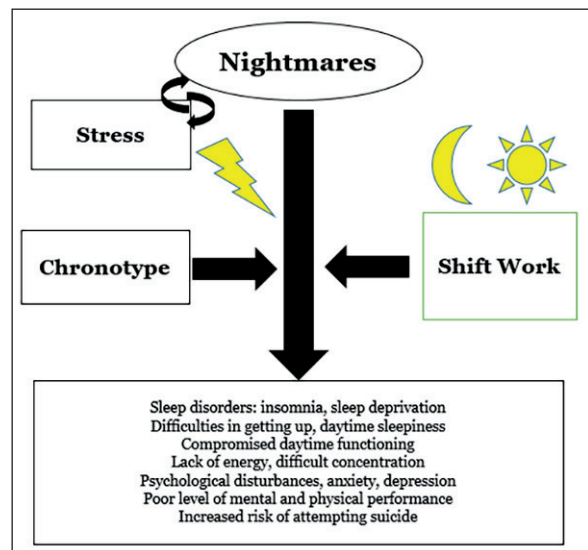 Nightmares
Stress
Chronotype
Shift Work
Sleep disorders: insomnia, sleep deprivation
Difficulties in getting up, daytime sleepiness
Compromised daytime functioning
Lack of energy, difficult concentration
Psychological disturbances, anxiety, depression
Poor level of mental and physical performance
Increased risk of attempting suicide